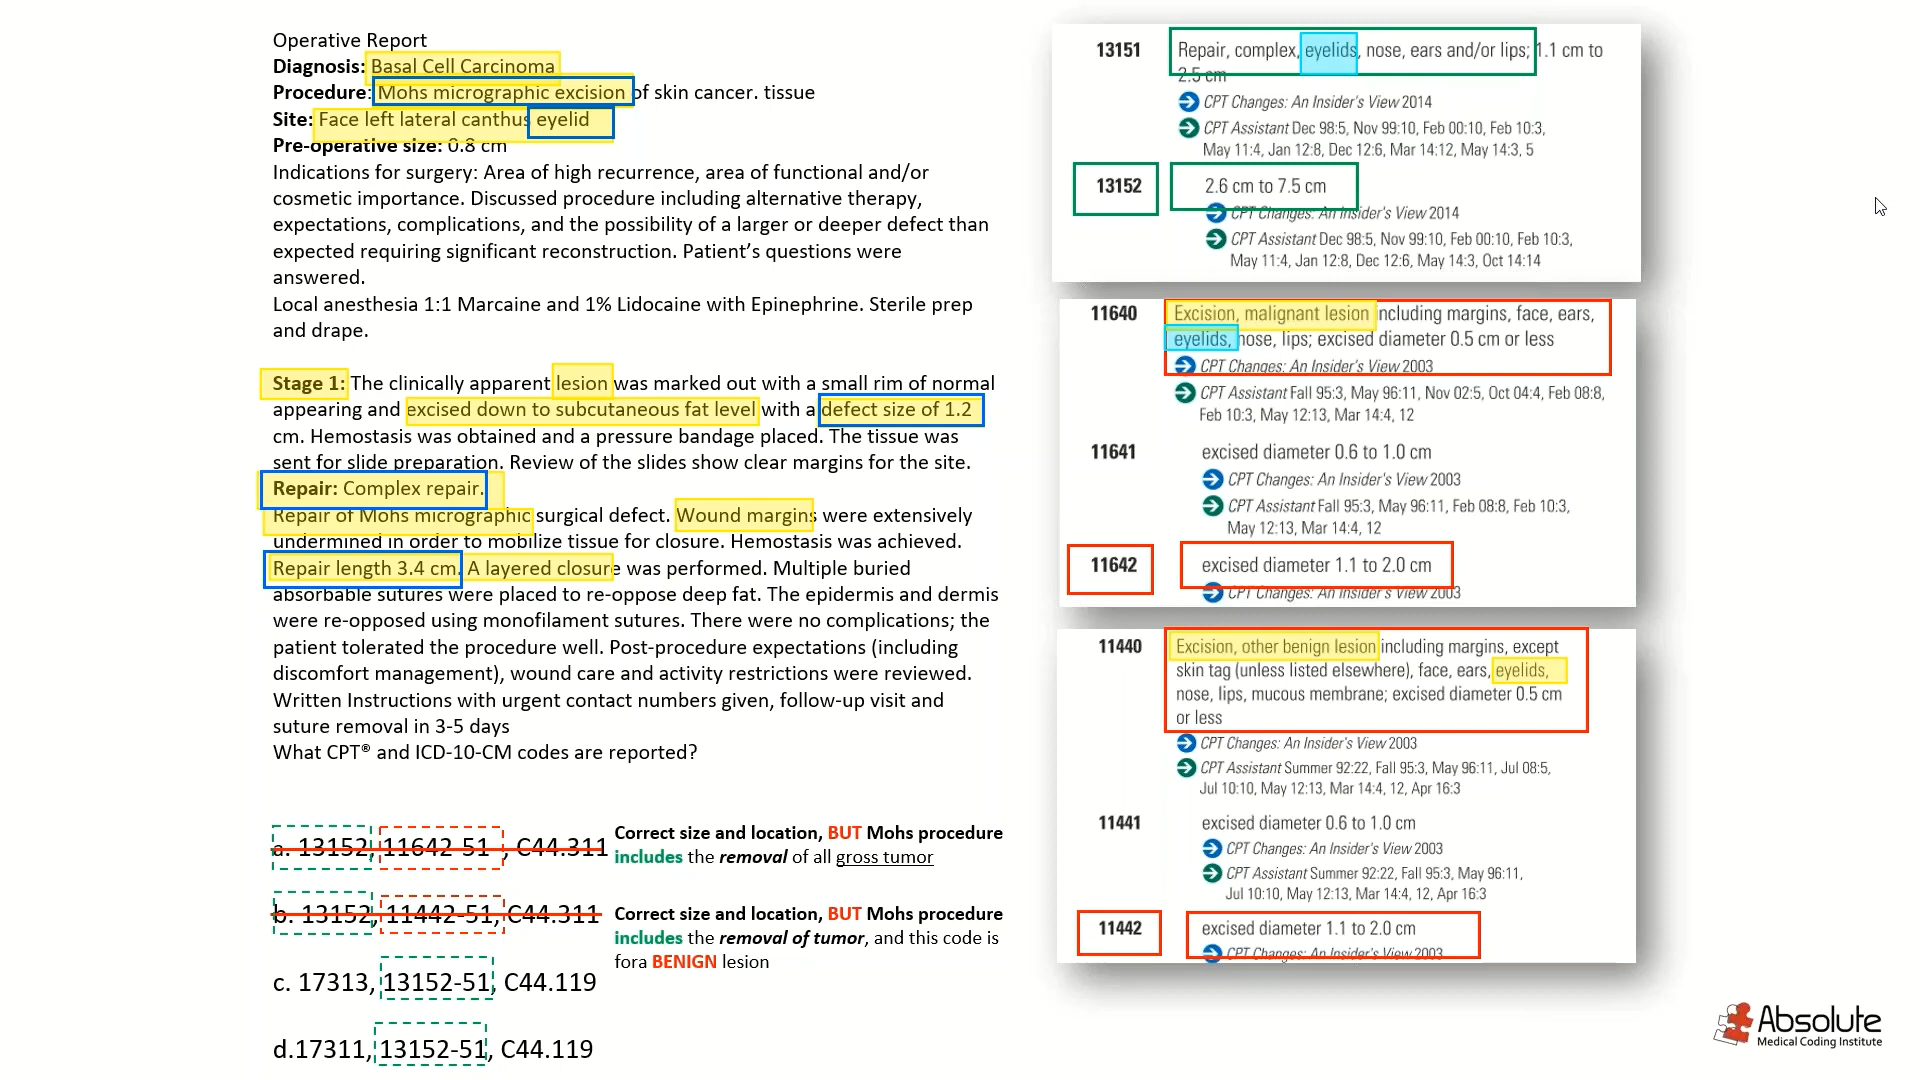 Operative Report
Diagnosis: Basal Cell Carcinoma
Procedure: Mohs micrographic excision of skin cancer. tissue
Site: Face left lateral canthus eyelid
Pre-operative size: 0.8 cm
Indications for surgery: Area of high recurrence, area of functional and/or
cosmetic importance. Discussed procedure including alternative therapy,
expectations, complications, and the possibility of a larger or deeper defect than
expected requiring significant reconstruction. Patient’s questions were
answered.
Local anesthesia 1:1 Marcaine and 1% Lidocaine with Epinephrine. Sterile prep
and drape.
Stage 1: The clinically apparent lesion was marked out with a small rim of normal
appearing and excised down to subcutaneous fat level with a defect size of 1.2
cm. Hemostasis was obtained and a pressure bandage placed. The tissue was
sent for slide preparation. Review of the slides show clear margins for the site.
Repair: Complex repair.
Repair of Mohs micrographic surgical defect. Wound margins were extensively
undermined in order to mobilize tissue for closure. Hemostasis was achieved.
Repair length 3.4 cm. A layered closure was performed. Multiple buried
absorbable sutures were placed to re-oppose deep fat. The epidermis and dermis
were re-opposed using monofilament sutures. There were no complications; the
patient tolerated the procedure well. Post-procedure expectations (including
discomfort management), wound care and activity restrictions were reviewed.
Written Instructions with urgent contact numbers given, follow-up visit and
suture removal in 3-5 days
What CPT® and ICD-10-CM codes are reported?
a. 13152, 11642-51 , C44.311
Correct size and location, BUT Mohs procedure
includes the removal of all gross tumor
b. 13152, 11442-51, C44.311
Correct size and location, BUT Mohs procedure
includes the removal of tumor, and this code is
fora BENIGN lesion
c. 17313, 13152-51, C44.119
d.17311, 13152-51, C44.119
13151 Repair, complex, eyelids, nose, ears and/or lips; 1.1 cm to
2.5 cm
CPT Changes: An Insider's View 2014
CPT Assistant Dec 98:5, Nov 99:10, Feb 00:10, Feb 10:3,
May 11:4, Jan 12:8, Dec 12:6, Mar 14:12, May 14:3, 5
13152 2.6 cm to 7.5 cm
CPT Changes: An Insider's View 2014
CPT Assistant Dec 98:5, Nov 99:10, Feb 00:10, Feb 10:3,
May 11:4, Jan 12:8, Dec 12:6, May 14:3, Oct 14:14
11640 Excision, malignant lesion including margins, face, ears,
eyelids, nose, lips; excised diameter 0.5 cm or less
CPT Changes: An Insider's View 2003
CPT Assistant Fall 95:3, May 96:11, Nov 02:5, Oct 04:4, Feb 08:8,
Feb 10:3, May 12:13, Mar 14:4, 12
11641 excised diameter 0.6 to 1.0 cm
CPT Changes: An Insider's View 2003
CPT Assistant Fall 95:3, May 96:11, Feb 08:8, Feb 10:3,
May 12:13, Mar 14:4, 12
11642 excised diameter 1.1 to 2.0 cm
CPT Changes: An Insider's View 2003
11440 Excision, other benign lesion including margins, except
skin tag (unless listed elsewhere), face, ears, eyelids,
nose, lips, mucous membrane; excised diameter 0.5 cm
or less
CPT Changes: An Insider's View 2003
CPT Assistant Summer 92:22, Fall 95:3, May 96:11, Jul 08:5,
Jul 10:10, May 12:13, Mar 14:4, 12, Apr 16:3
11441 excised diameter 0.6 to 1.0 cm
CPT Changes: An Insider's View 2003
CPT Assistant Summer 92:22, Fall 95:3, May 96:11,
Jul 10:10, May 12:13, Mar 14:4, 12, Apr 16:3
11442 excised diameter 1.1 to 2.0 cm
CPT Changes: An Insider's View 2003
Absolute
Medical Coding Institute